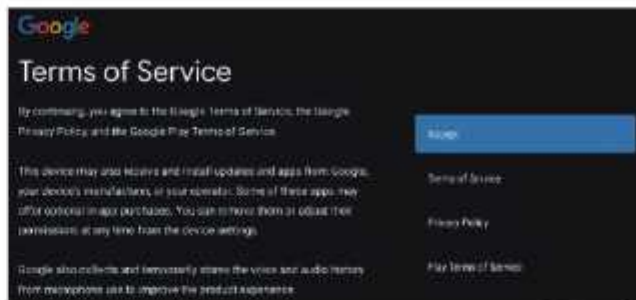 Google
Terms of Service
By continuing, you agree to the Google Terms of Service, the Google
Privacy Policy, and the Google Play Terms of Service.
This device may also receive and install updates and apps from Google,
your device's manufacturer, or your operator. Some of these apps may
offer optional in-app purchases. You can remove them or adjust their
permissions at any time from the device settings.
Google also collects and temporarily stores the voice and audio
from microphone use to improve the product experience.
Accept
Terms of Service
Privacy Policy
Play Terms of Service